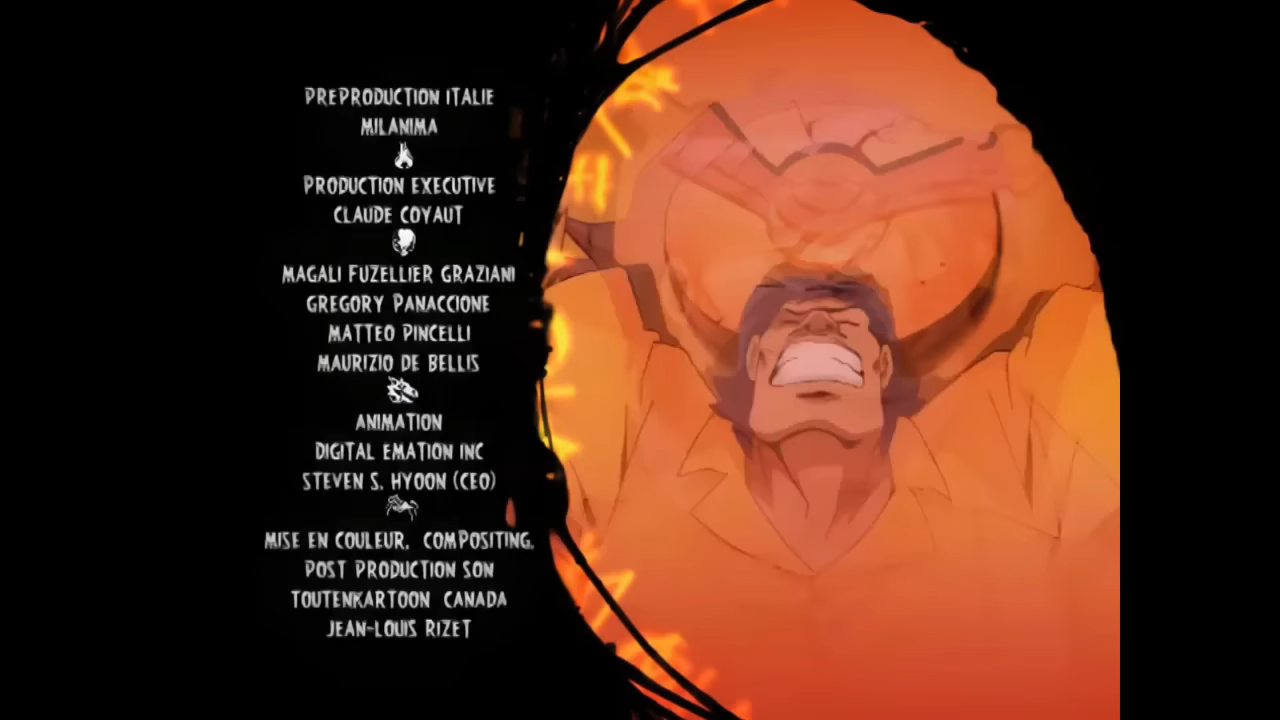 PREPRODUCTION ITALIE
MILANIMA
PRODUCTION EXECUTIVE
CLAUDE COYAUT
MAGALI FUZELLIER GRAZIANI
GREGORY PANACCIONE
MATTEO PINCELLI
MAURIZIO DE BELLIS
ANIMATION
DIGITAL EMATION INC
STEVEN S. HYOON (CEO)
MISE EN COULEUR, COMPOSITING,
POST PRODUCTION SON
TOUTENKARTOON CANADA
JEAN-LOUIS RIZET